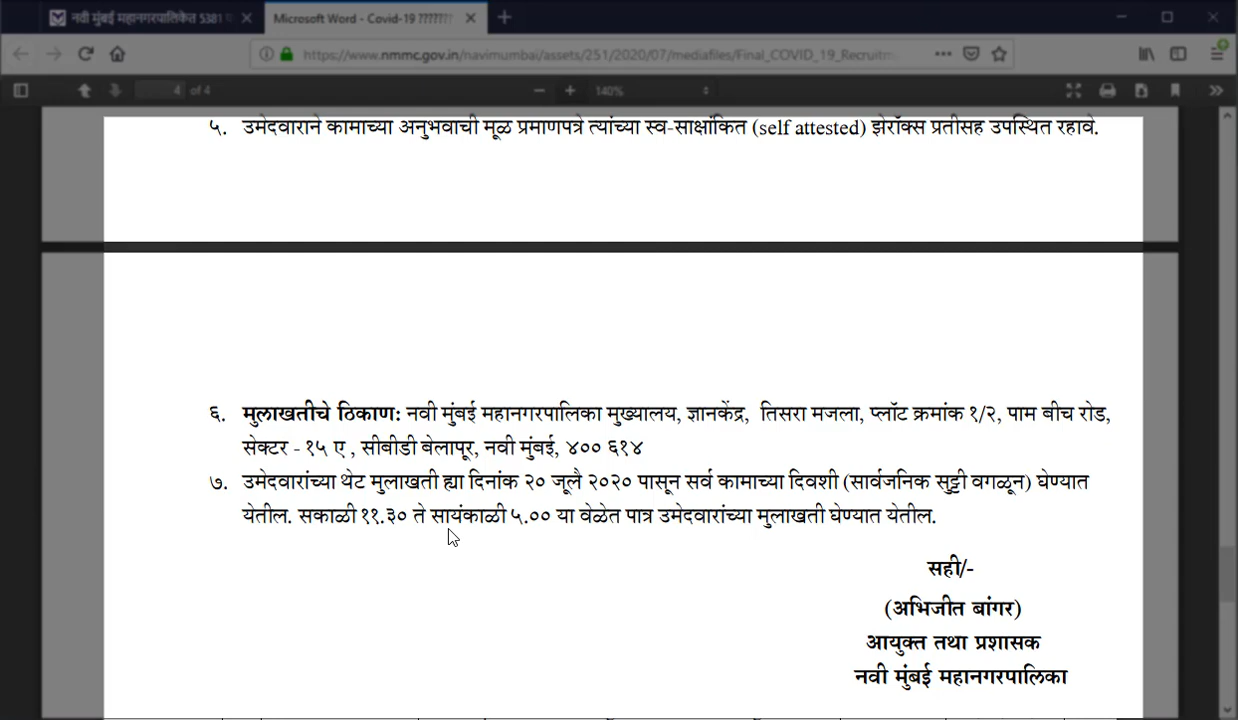 नवी मुंबई महानगरपालिकेत 5381
Microsoft Word - Covid-19 ???????
https://www.nmmc.gov.in/navimumbai/assets/251/2020/07/mediafiles/Final_COVID_19_Recruitm
4 of 4
140%
५. उमेदवाराने कामाच्या अनुभवाची मूळ प्रमाणपत्रे त्यांच्या स्व-साक्षांकित (self attested) झेरॉक्स प्रतीसह उपस्थित रहावे.
६. मुलाखतीचे ठिकाण: नवी मुंबई महानगरपालिका मुख्यालय, ज्ञानकेंद्र, तिसरा मजला, प्लॉट क्रमांक १/२, पाम बीच रोड,
सेक्टर - १५ ए , सीबीडी बेलापूर, नवी मुंबई, ४०० ६१४
७. उमेदवारांच्या थेट मुलाखती ह्या दिनांक २० जूलै २०२० पासून सर्व कामाच्या दिवशी (सार्वजनिक सुट्टी वगळून) घेण्यात
येतील. सकाळी ११.३० ते सायंकाळी ५.०० या वेळेत पात्र उमेदवारांच्या मुलाखती घेण्यात येतील.
सही/-
(अभिजीत बांगर)
आयुक्त तथा प्रशासक
नवी मुंबई महानगरपालिका